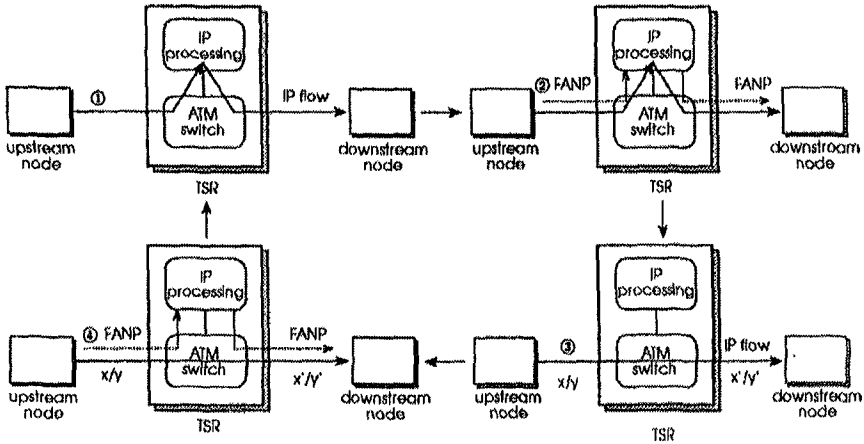 IP
processing
①
IP flow
ATM
switch
upstream
node
downstream
node
TSR
IP
processing
② FANP
FANP
ATM
switch
upstream
node
downstream
node
TSR
IP
processing
④ FANP
FANP
ATM
switch
x/y
x'/y'
upstream
node
downstream
node
TSR
IP
processing
③
IP flow
ATM
switch
x/y
x'/y'
upstream
node
downstream
node
TSR